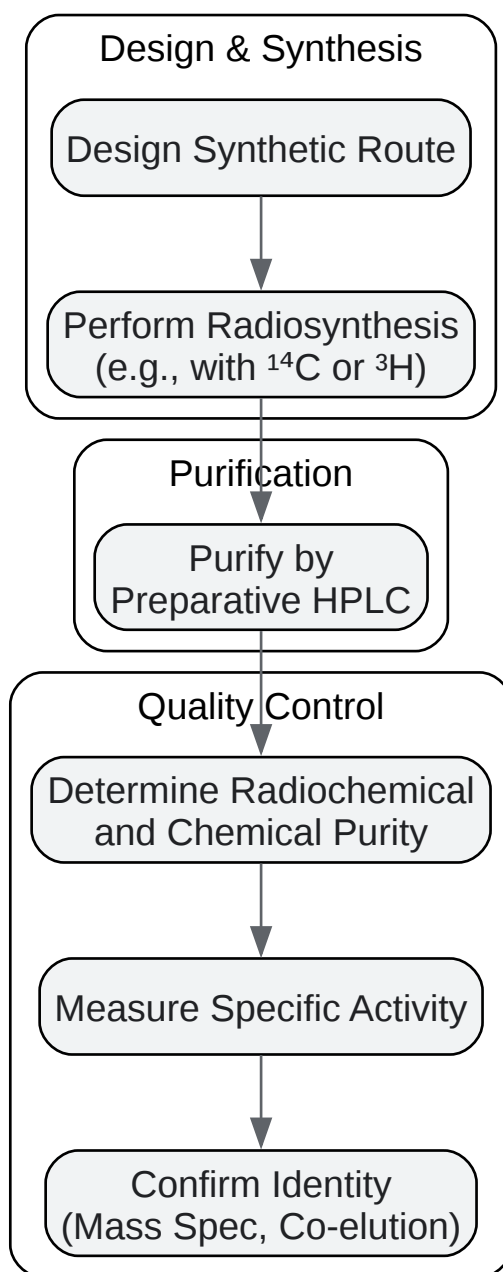 Design & Synthesis
Design Synthetic Route
Perform Radiosynthesis
(e.g., with ¹⁴C or ³H)
Purification
Purify by
Preparative HPLC
Quality Control
Determine Radiochemical
and Chemical Purity
Measure Specific Activity
Confirm Identity
(Mass Spec, Co-elution)